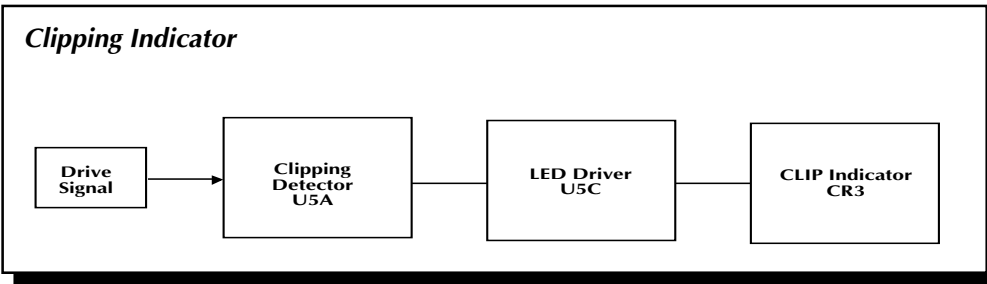 Clipping Indicator
Drive
Signal
Clipping
Detector
U5A
LED Driver
U5C
CLIP Indicator
CR3